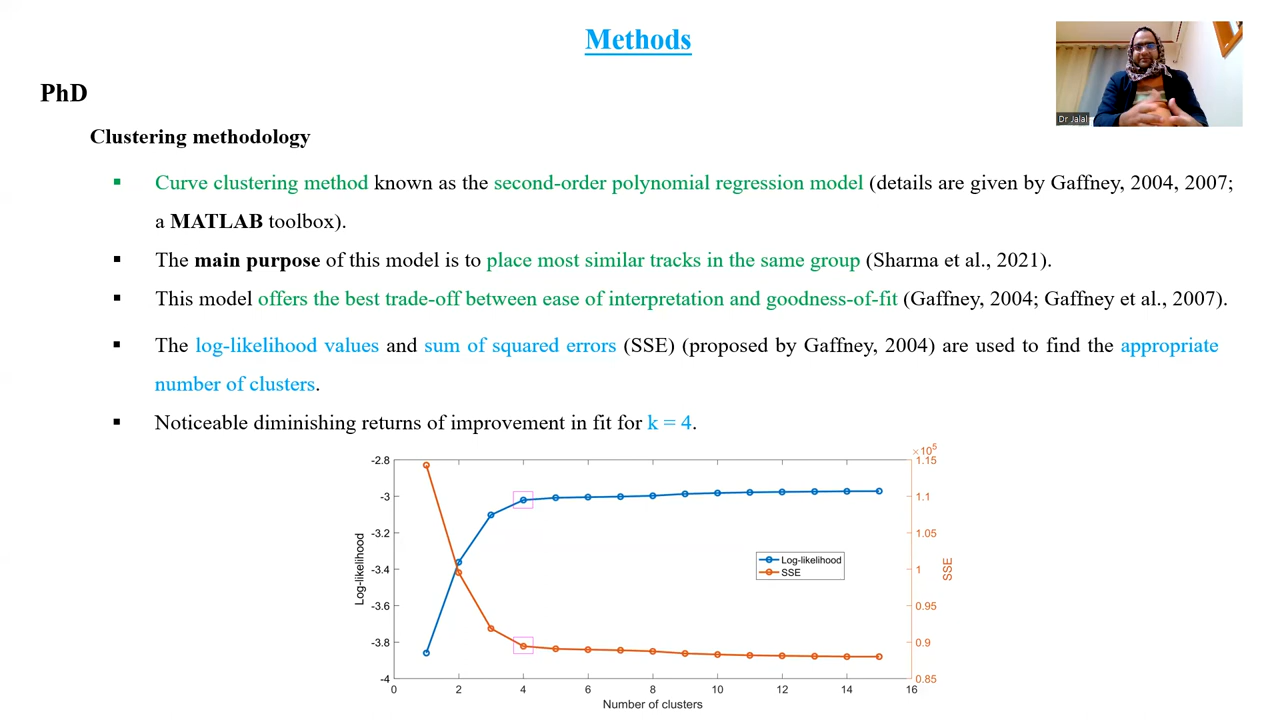 Methods
Dr Jalal
PhD
Clustering methodology
▪ Curve clustering method known as the second-order polynomial regression model (details are given by Gaffney, 2004, 2007;
a MATLAB toolbox).
▪ The main purpose of this model is to place most similar tracks in the same group (Sharma et al., 2021).
▪ This model offers the best trade-off between ease of interpretation and goodness-of-fit (Gaffney, 2004; Gaffney et al., 2007).
▪ The log-likelihood values and sum of squared errors (SSE) (proposed by Gaffney, 2004) are used to find the appropriate
number of clusters.
▪ Noticeable diminishing returns of improvement in fit for k = 4.
×10^5
-2.8
-3
-3.2
-3.4
-3.6
-3.8
-4
Log-likelihood
1.15
1.1
1.05
1
0.95
0.9
0.85
SSE
Log-likelihood
SSE
0 2 4 6 8 10 12 14 16
Number of clusters